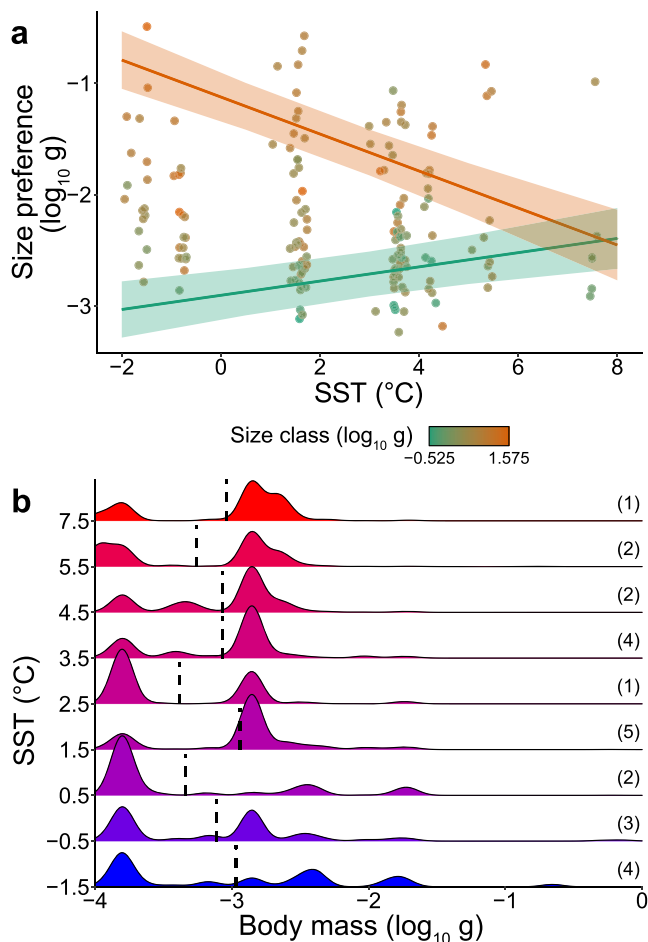 a
Size preference
(log₁₀ g)
−1
−2
−3
−2 0 2 4 6 8
SST (°C)
Size class (log₁₀ g)
−0.525 1.575
b
7.5 (1)
5.5 (2)
4.5 (2)
3.5 (4)
2.5 (1)
1.5 (5)
0.5 (2)
−0.5 (3)
−1.5 (4)
SST (°C)
−4 −3 −2 −1 0
Body mass (log₁₀ g)